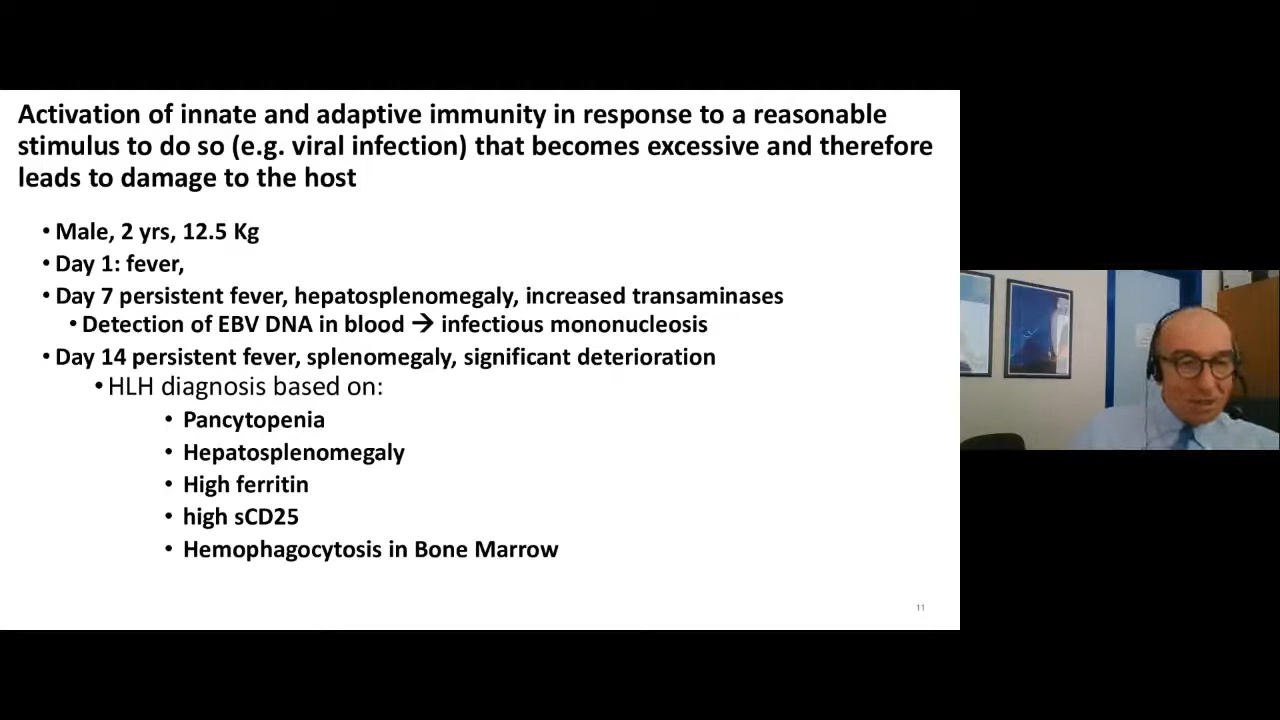 Activation of innate and adaptive immunity in response to a reasonable
stimulus to do so (e.g. viral infection) that becomes excessive and therefore
leads to damage to the host
• Male, 2 yrs, 12.5 Kg
• Day 1: fever,
• Day 7 persistent fever, hepatosplenomegaly, increased transaminases
• Detection of EBV DNA in blood → infectious mononucleosis
• Day 14 persistent fever, splenomegaly, significant deterioration
• HLH diagnosis based on:
• Pancytopenia
• Hepatosplenomegaly
• High ferritin
• high sCD25
• Hemophagocytosis in Bone Marrow
11